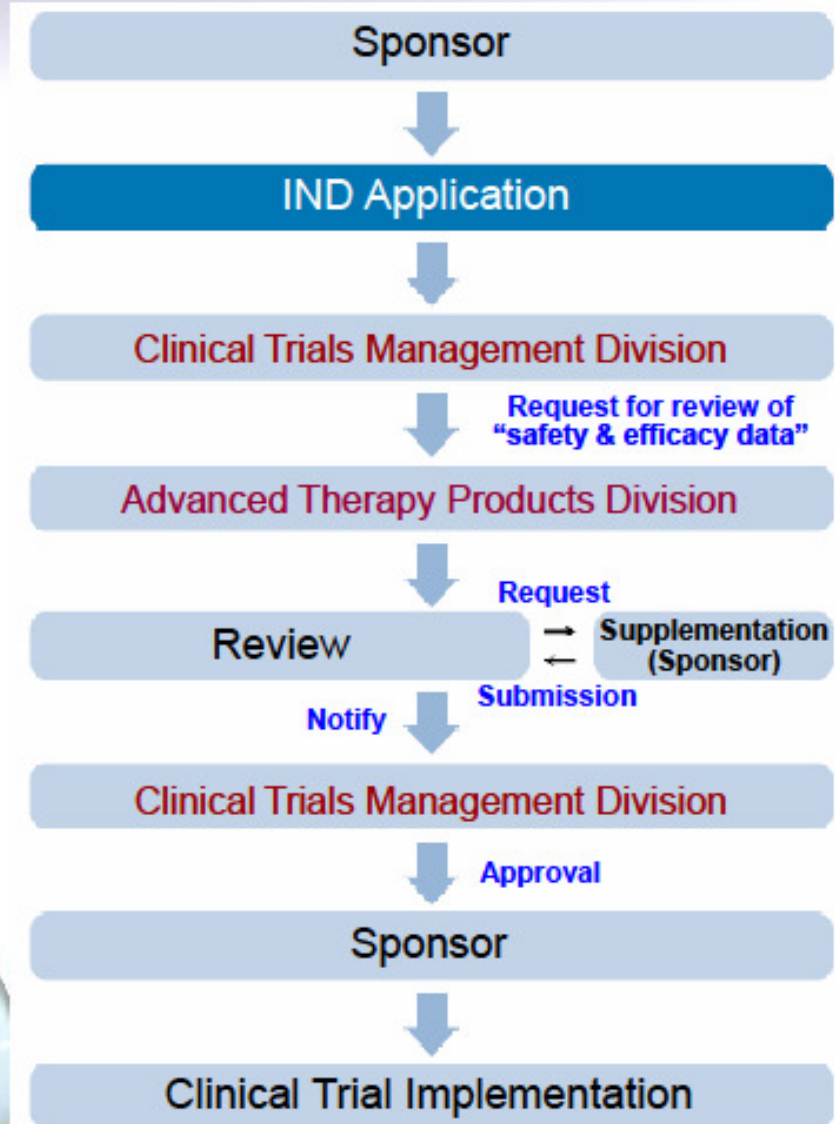 Sponsor
IND Application
Clinical Trials Management Division
Request for review of
“safety & efficacy data”
Advanced Therapy Products Division
Request
Review → Supplementation
← (Sponsor)
Submission
Notify
Clinical Trials Management Division
Approval
Sponsor
Clinical Trial Implementation